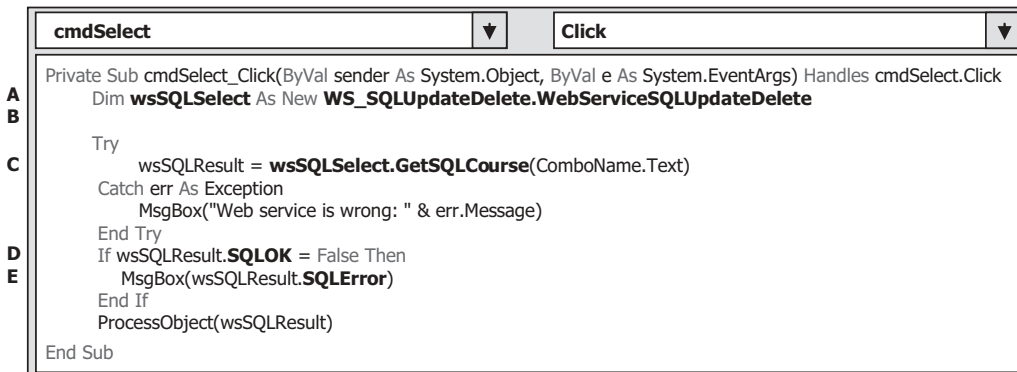 cmdSelect Click
Private Sub cmdSelect_Click(ByVal sender As System.Object, ByVal e As System.EventArgs) Handles cmdSelect.Click
A Dim wsSQLSelect As New WS_SQLUpdateDelete.WebServiceSQLUpdateDelete
B
Try
C wsSQLResult = wsSQLSelect.GetSQLCourse(ComboName.Text)
Catch err As Exception
MsgBox("Web service is wrong: " & err.Message)
End Try
D If wsSQLResult.SQLOK = False Then
E MsgBox(wsSQLResult.SQLError)
End If
ProcessObject(wsSQLResult)
End Sub